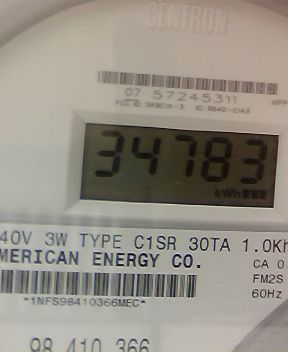 CENTRON®
07 57245311
34783
kWh
40V 3W TYPE C1SR 30TA 1.0Kh
MERICAN ENERGY CO.
CA 0
FM2S
*1NFS98410366MEC*
60Hz
98 410 366